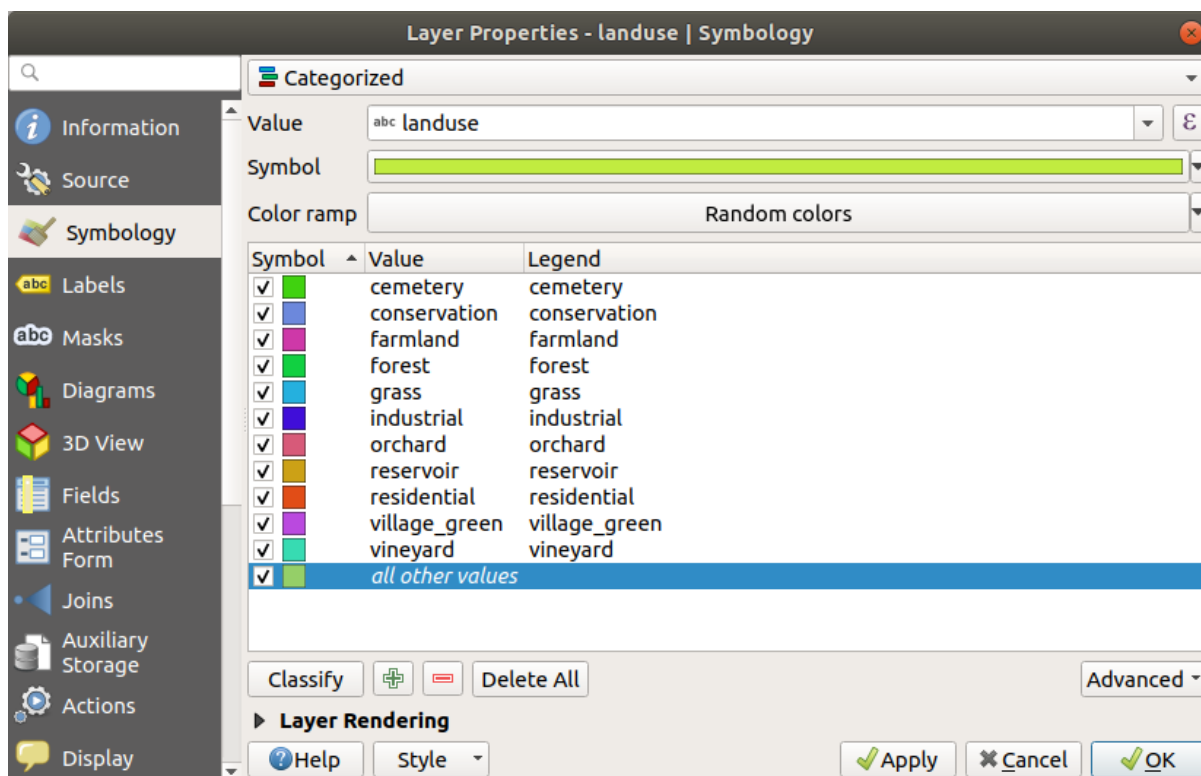 Layer Properties - landuse | Symbology
Information
Source
Symbology
abc Labels
abc Masks
Diagrams
3D View
Fields
Attributes
Form
Joins
Auxiliary
Storage
Actions
Display
Categorized
Value abc landuse ε
Symbol
Color ramp Random colors
Symbol Value Legend
cemetery cemetery
conservation conservation
farmland farmland
forest forest
grass grass
industrial industrial
orchard orchard
reservoir reservoir
residential residential
village_green village_green
vineyard vineyard
all other values
Classify Delete All Advanced
Layer Rendering
Help Style Apply Cancel OK